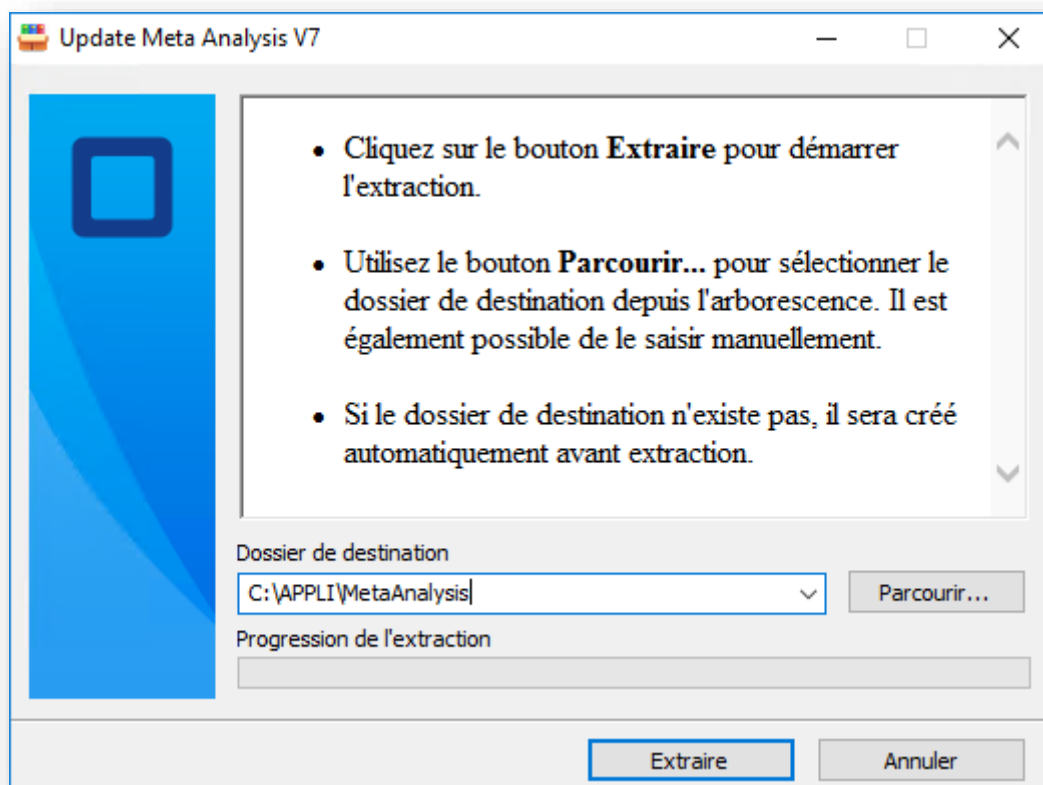 Update Meta Analysis V7
• Cliquez sur le bouton Extraire pour démarrer
l'extraction.
• Utilisez le bouton Parcourir... pour sélectionner le
dossier de destination depuis l'arborescence. Il est
également possible de le saisir manuellement.
• Si le dossier de destination n'existe pas, il sera créé
automatiquement avant extraction.
Dossier de destination
C:\APPLI\MetaAnalysis
Parcourir...
Progression de l'extraction
Extraire
Annuler